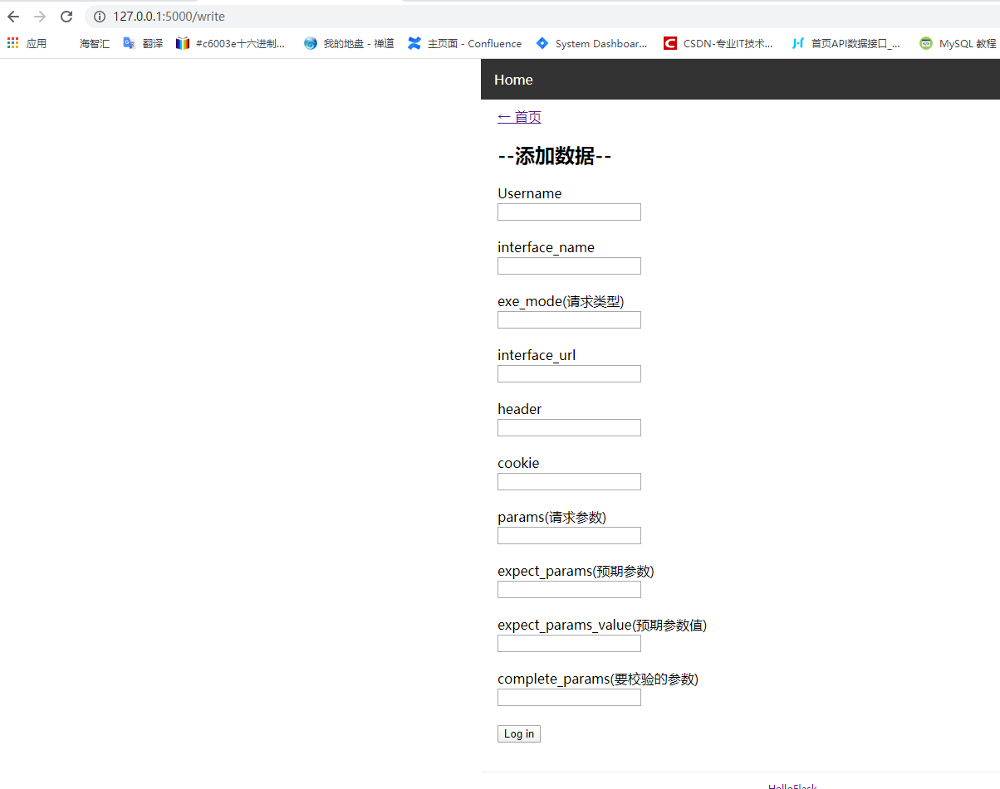 127.0.0.1:5000/write
应用 海智汇 翻译 #c6003e十六进制... 我的地盘 - 禅道 主页面 - Confluence System Dashboar... CSDN-专业IT技术... 首页API数据接口_... MySQL 教程
Home
← 首页
--添加数据--
Username
interface_name
exe_mode(请求类型)
interface_url
header
cookie
params(请求参数)
expect_params(预期参数)
expect_params_value(预期参数值)
complete_params(要校验的参数)
Log in
HelloFlask